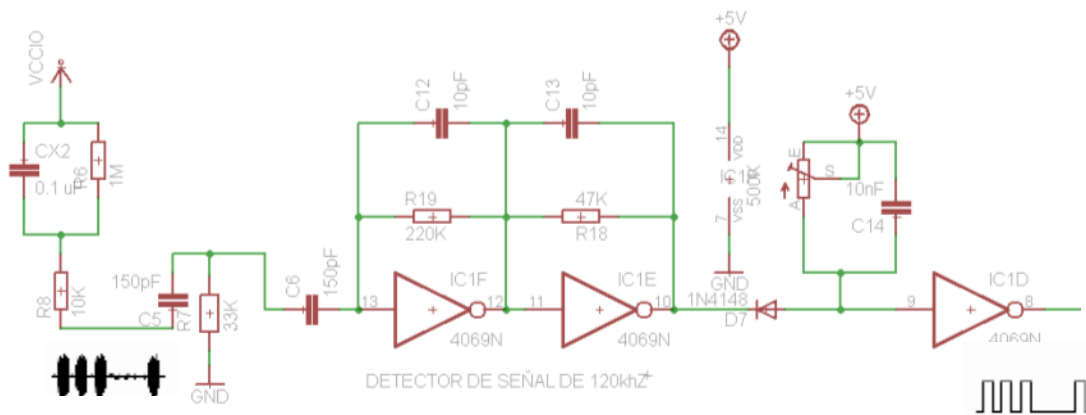 VCCIO
CX2
0.1 uF
R6
1M
R8
10K
150pF
C5
R7
33K
GND
C6
150pF
C12
10pF
C13
10pF
R19
220K
47K
R18
13
IC1F
12
4069N
11
IC1E
10
4069N
DETECTOR DE SEÑAL DE 120khZ
+5V
14
VDD
7
VSS
GND
500K
+5V
E
S
A
10nF
C14
1N4148
D7
9
IC1D
8
4069N